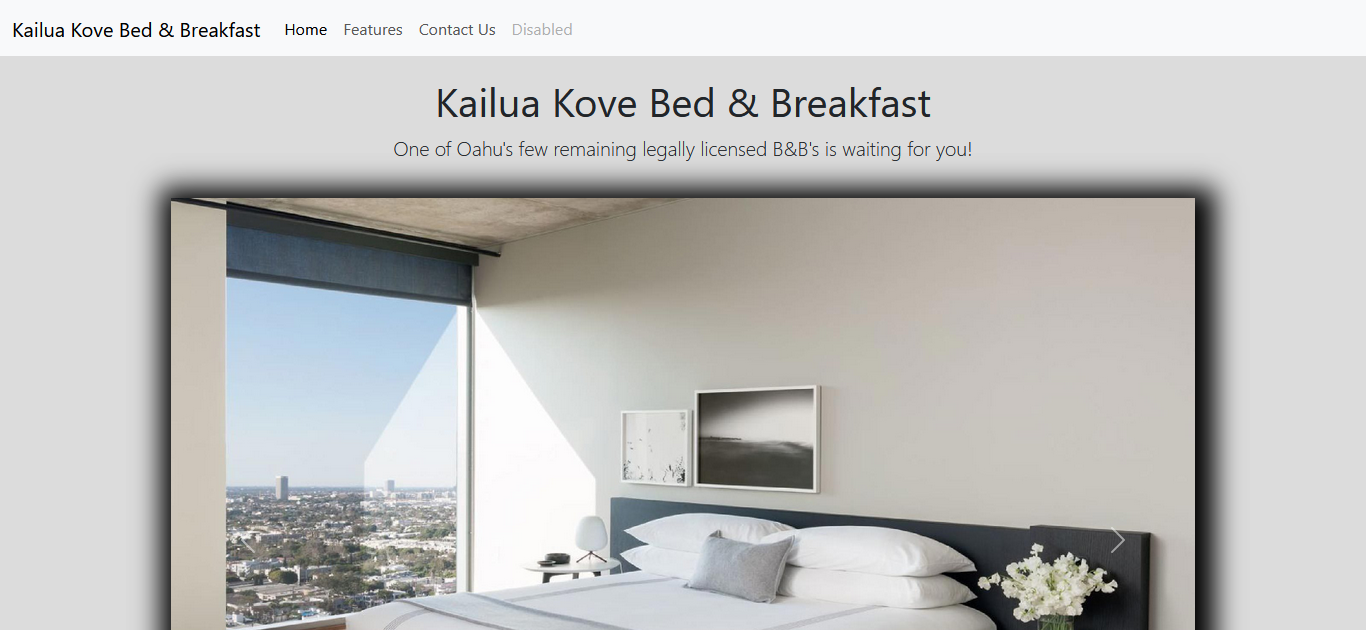 Kailua Kove Bed & Breakfast Home Features Contact Us Disabled
Kailua Kove Bed & Breakfast
One of Oahu's few remaining legally licensed B&B's is waiting for you!